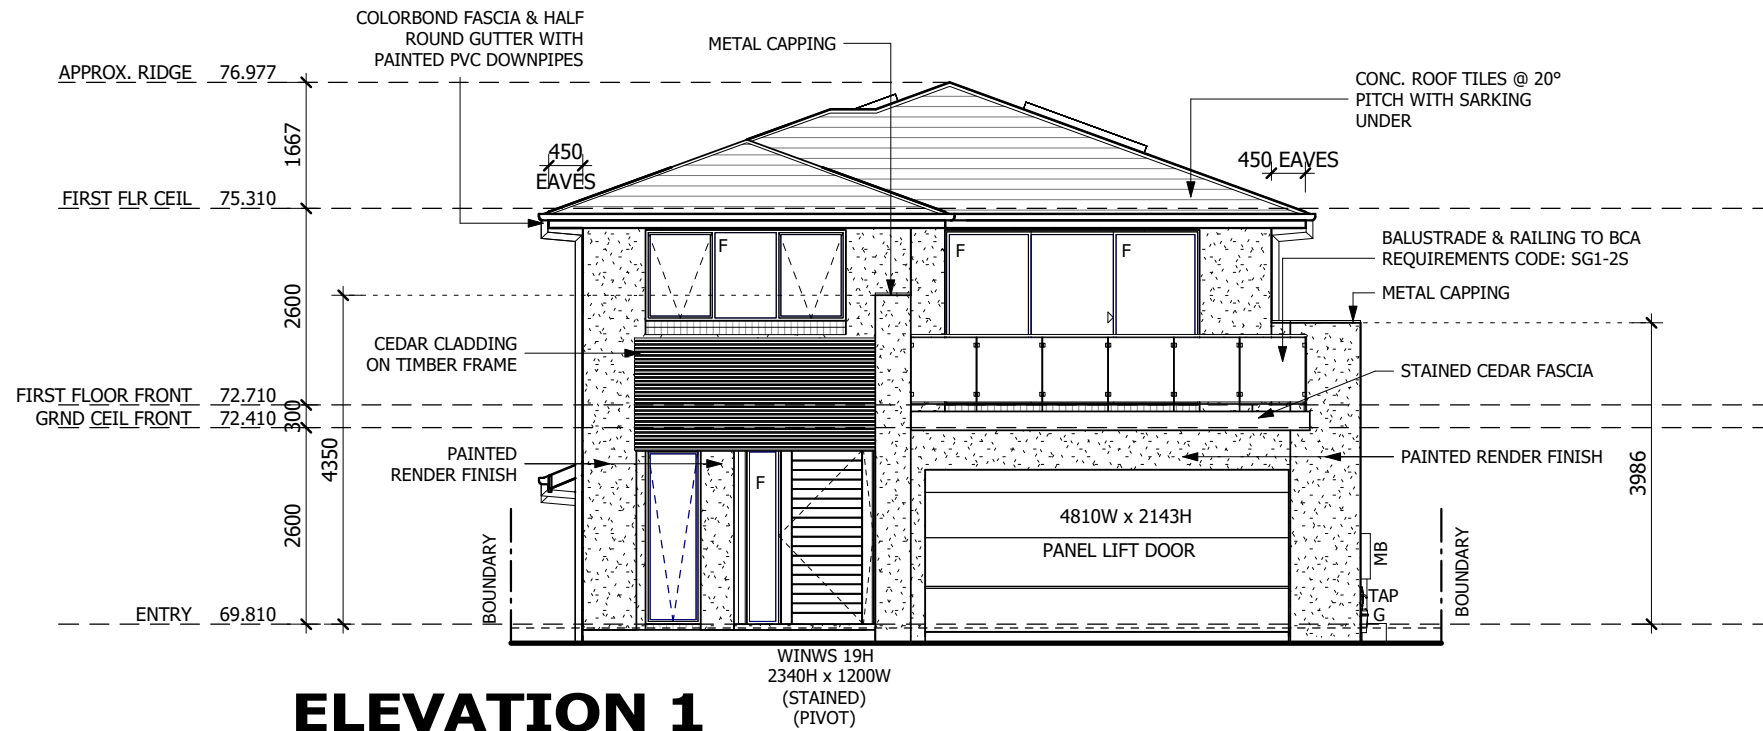 COLORBOND FASCIA & HALF
ROUND GUTTER WITH
PAINTED PVC DOWNPIPES
METAL CAPPING
APPROX. RIDGE 76.977
CONC. ROOF TILES @ 20°
PITCH WITH SARKING
UNDER
1667
450
EAVES
450 EAVES
FIRST FLR CEIL 75.310
BALUSTRADE & RAILING TO BCA
REQUIREMENTS CODE: SG1-2S
F
F
F
METAL CAPPING
2600
CEDAR CLADDING
ON TIMBER FRAME
STAINED CEDAR FASCIA
FIRST FLOOR FRONT 72.710
300
GRND CEIL FRONT 72.410
4350
PAINTED
RENDER FINISH
PAINTED RENDER FINISH
3986
F
2600
4810W x 2143H
PANEL LIFT DOOR
BOUNDARY
MB
BOUNDARY
TAP
G
ENTRY 69.810
WINWS 19H
2340H x 1200W
(STAINED)
(PIVOT)
ELEVATION 1